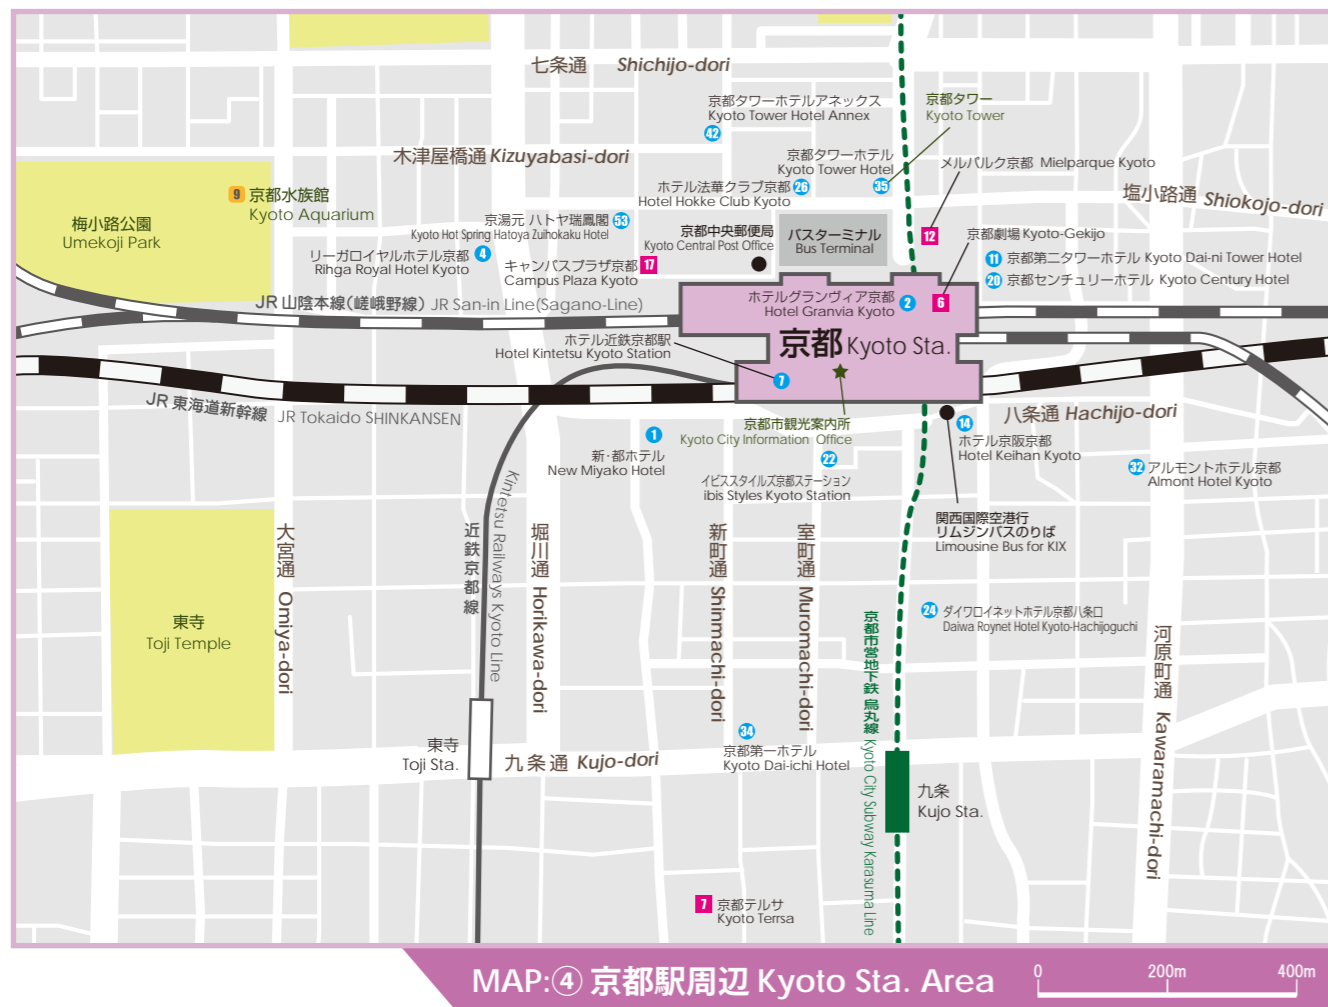 七条通 Shichijo-dori
京都タワーホテルアネックス
Kyoto Tower Hotel Annex
42
京都タワー
Kyoto Tower
木津屋橋通 Kizuyabasi-dori
京都タワーホテル
Kyoto Tower Hotel
35
メルパルク京都 Mielparque Kyoto
12
9 京都水族館
Kyoto Aquarium
ホテル法華クラブ京都 26
Hotel Hokke Club Kyoto
塩小路通 Shiokojo-dori
梅小路公園
Umekoji Park
京湯元 ハトヤ瑞鳳閣 53
Kyoto Hot Spring Hatoya Zuihokaku Hotel
京都中央郵便局
Kyoto Central Post Office
バスターミナル
Bus Terminal
京都劇場 Kyoto-Gekijo
6
リーガロイヤルホテル京都 4
Rihga Royal Hotel Kyoto
キャンパスプラザ京都 17
Campus Plaza Kyoto
11 京都第二タワーホテル Kyoto Dai-ni Tower Hotel
20 京都センチュリーホテル Kyoto Century Hotel
JR 山陰本線(嵯峨野線) JR San-in Line(Sagano-Line)
ホテルグランヴィア京都 2
Hotel Granvia Kyoto
京都 Kyoto Sta.
ホテル近鉄京都駅
Hotel Kintetsu Kyoto Station
7
JR 東海道新幹線 JR Tokaido SHINKANSEN
八条通 Hachijo-dori
京都市観光案内所
Kyoto City Information Office
1
新・都ホテル
New Miyako Hotel
22
イビススタイルズ京都ステーション
ibis Styles Kyoto Station
14
ホテル京阪京都
Hotel Keihan Kyoto
32 アルモントホテル京都
Almont Hotel Kyoto
関西国際空港行
リムジンバスのりば
Limousine Bus for KIX
大宮通 Omiya-dori
近鉄京都線
Kintetsu Railways Kyoto Line
堀川通 Horikawa-dori
新町通 Shinmachi-dori
室町通 Muromachi-dori
京都市営地下鉄 烏丸線 Kyoto City Subway Karasuma Line
24 ダイワロイネットホテル京都八条口
Daiwa Roynet Hotel Kyoto-Hachijoguchi
河原町通 Kawaramachi-dori
東寺
Toji Temple
東寺
Toji Sta.
九条通 Kujo-dori
34
京都第一ホテル
Kyoto Dai-ichi Hotel
九条
Kujo Sta.
7 京都テルサ
Kyoto Terrsa
MAP:④ 京都駅周辺 Kyoto Sta. Area
0 200m 400m